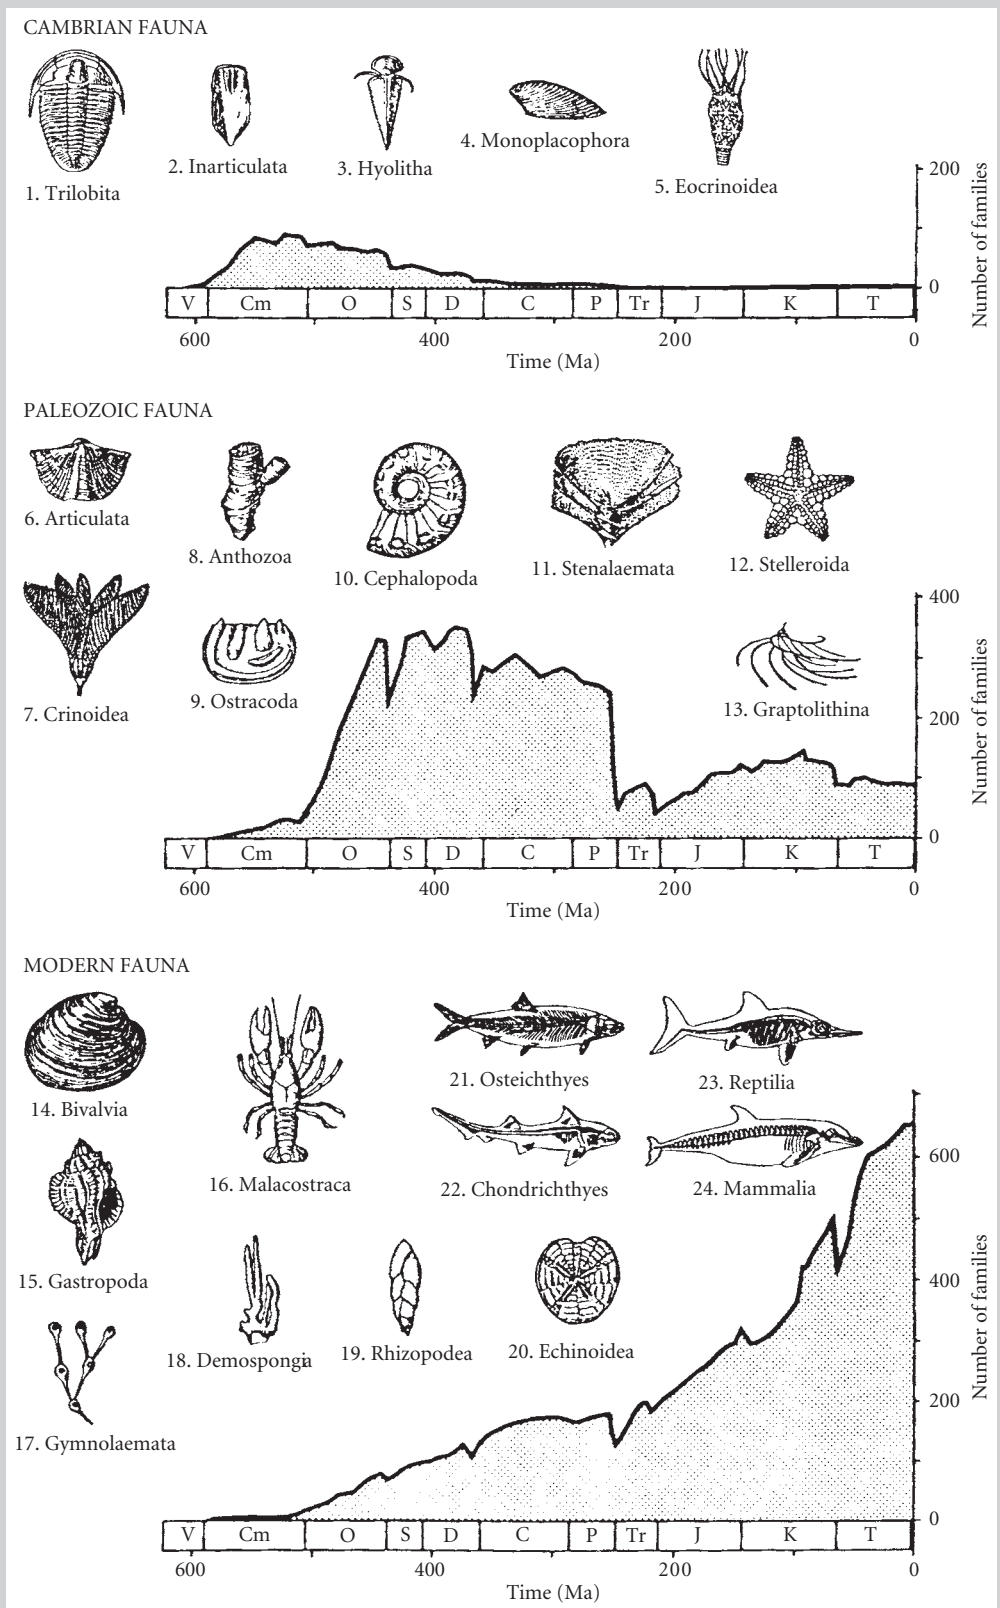 CAMBRIAN FAUNA
1. Trilobita
2. Inarticulata
3. Hyolitha
4. Monoplacophora
5. Eocrinoidea
200
0
Number of families
V Cm O S D C P Tr J K T
600 400 200 0
Time (Ma)
PALEOZOIC FAUNA
6. Articulata
7. Crinoidea
8. Anthozoa
9. Ostracoda
10. Cephalopoda
11. Stenalaemata
12. Stelleroida
13. Graptolithina
400
200
0
Number of families
V Cm O S D C P Tr J K T
600 400 200 0
Time (Ma)
MODERN FAUNA
14. Bivalvia
15. Gastropoda
16. Malacostraca
17. Gymnolaemata
18. Demospongia
19. Rhizopodea
20. Echinoidea
21. Osteichthyes
22. Chondrichthyes
23. Reptilia
24. Mammalia
600
400
200
0
Number of families
V Cm O S D C P Tr J K T
600 400 200 0
Time (Ma)